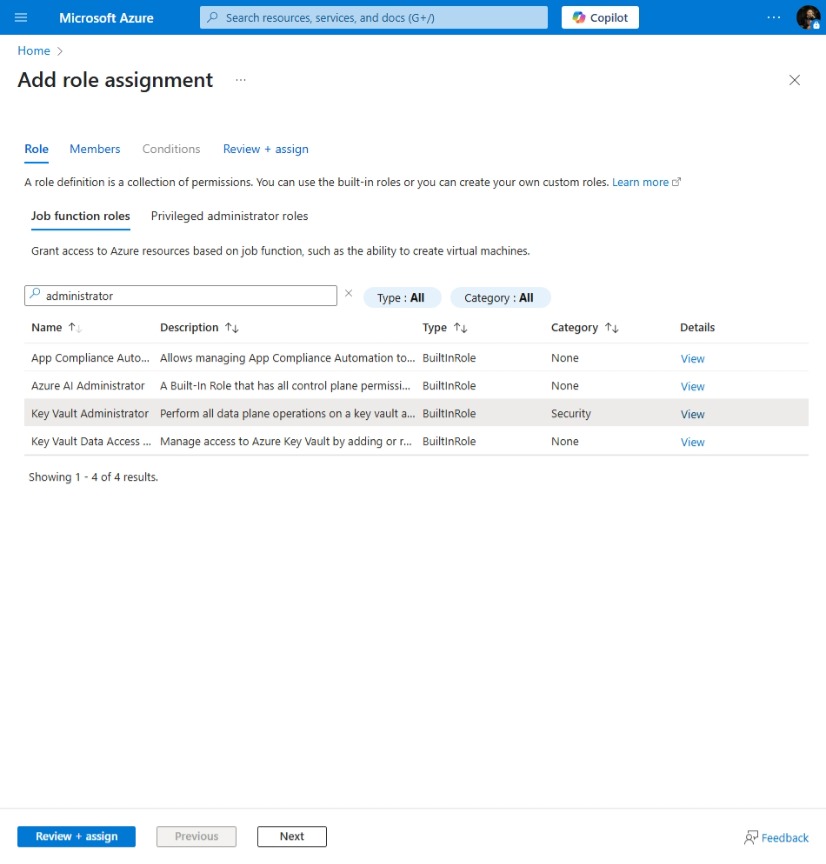 Microsoft Azure Search resources, services, and docs (G+/) Copilot ...
Home >
Add role assignment ...
Role Members Conditions Review + assign
A role definition is a collection of permissions. You can use the built-in roles or you can create your own custom roles. Learn more
Job function roles Privileged administrator roles
Grant access to Azure resources based on job function, such as the ability to create virtual machines.
administrator × Type : All Category : All
Name ↑↓ Description ↑↓ Type ↑↓ Category ↑↓ Details
App Compliance Auto... Allows managing App Compliance Automation to... BuiltInRole None View
Azure AI Administrator A Built-In Role that has all control plane permissi... BuiltInRole None View
Key Vault Administrator Perform all data plane operations on a key vault a... BuiltInRole Security View
Key Vault Data Access ... Manage access to Azure Key Vault by adding or r... BuiltInRole None View
Showing 1 - 4 of 4 results.
Review + assign Previous Next Feedback